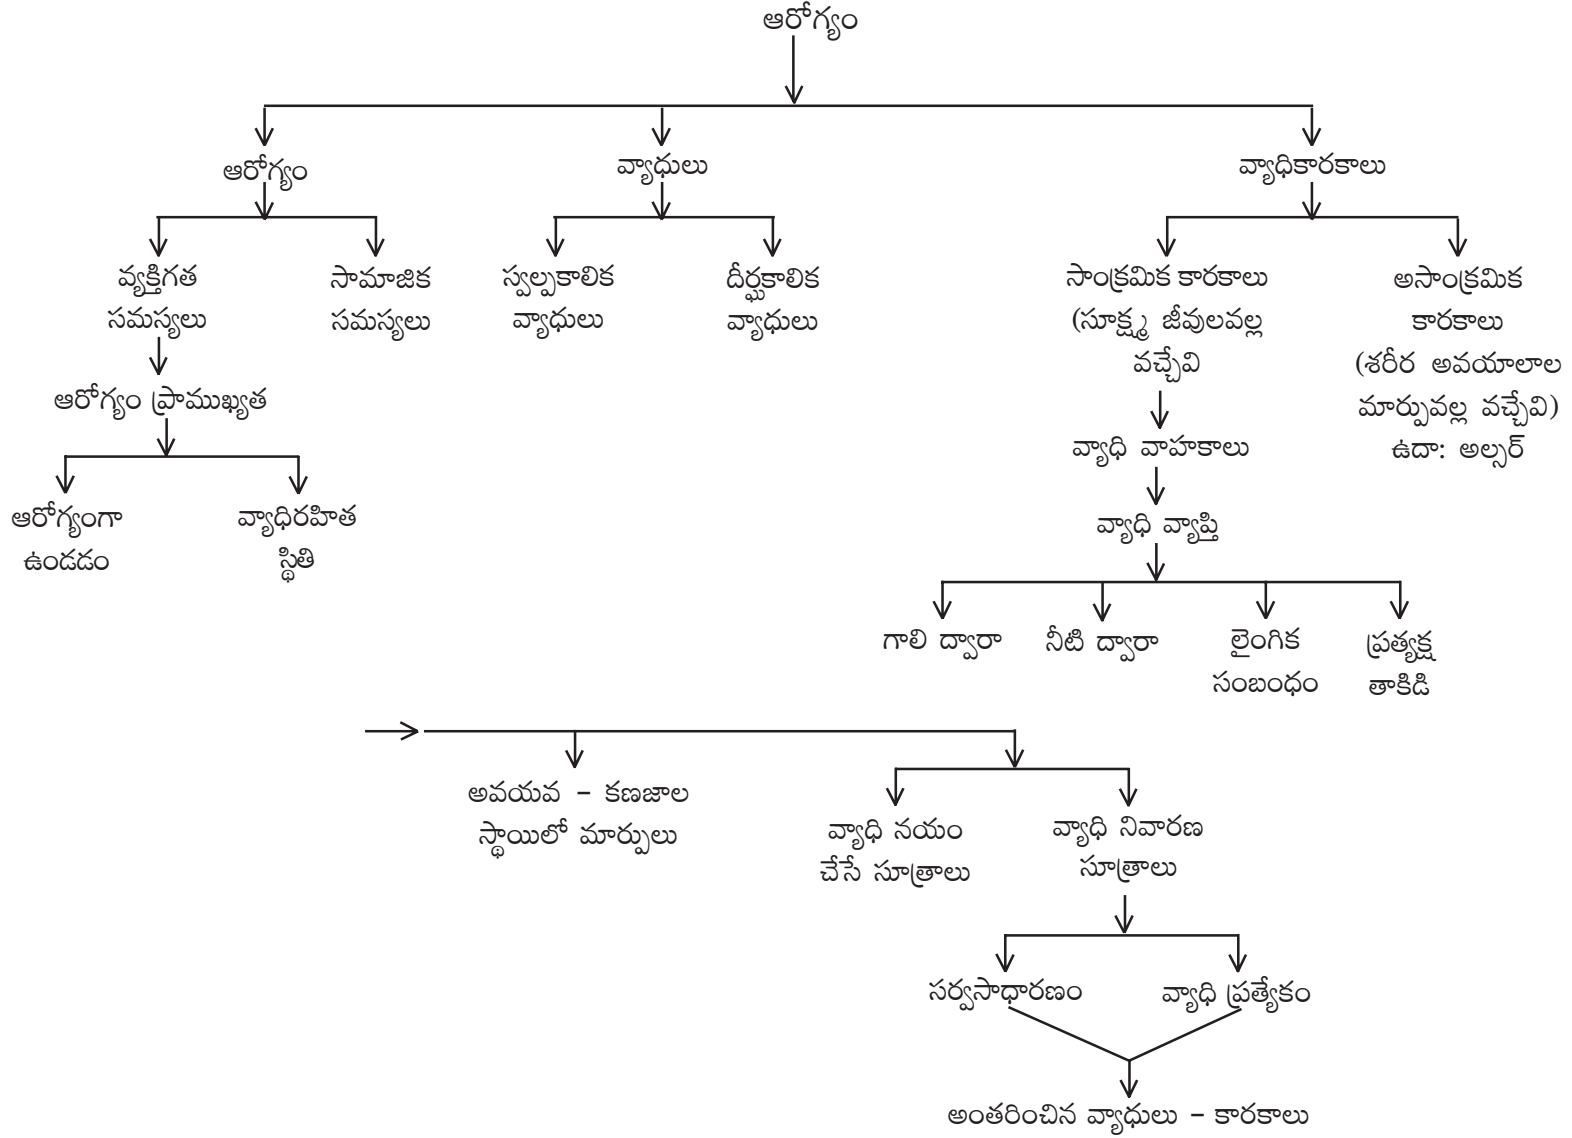 ఆరోగ్యం
ఆరోగ్యం
వ్యాధులు
వ్యాధికారకాలు
వ్యక్తిగత
సమస్యలు
సామాజిక
సమస్యలు
స్వల్పకాలిక
వ్యాధులు
దీర్ఘకాలిక
వ్యాధులు
సాంక్రమిక కారకాలు
(సూక్ష్మ జీవులవల్ల
వచ్చేవి
అసాంక్రమిక
కారకాలు
(శరీర అవయాలాల
మార్పువల్ల వచ్చేవి)
ఉదా: అల్సర్
ఆరోగ్యం ప్రాముఖ్యత
వ్యాధి వాహకాలు
ఆరోగ్యంగా
ఉండడం
వ్యాధిరహిత
స్థితి
వ్యాధి వ్యాప్తి
గాలి ద్వారా
నీటి ద్వారా
లైంగిక
సంబంధం
ప్రత్యక్ష
తాకిడి
అవయవ – కణజాల
స్థాయిలో మార్పులు
వ్యాధి నయం
చేసే సూత్రాలు
వ్యాధి నివారణ
సూత్రాలు
సర్వసాధారణం
వ్యాధి ప్రత్యేకం
అంతరించిన వ్యాధులు – కారకాలు